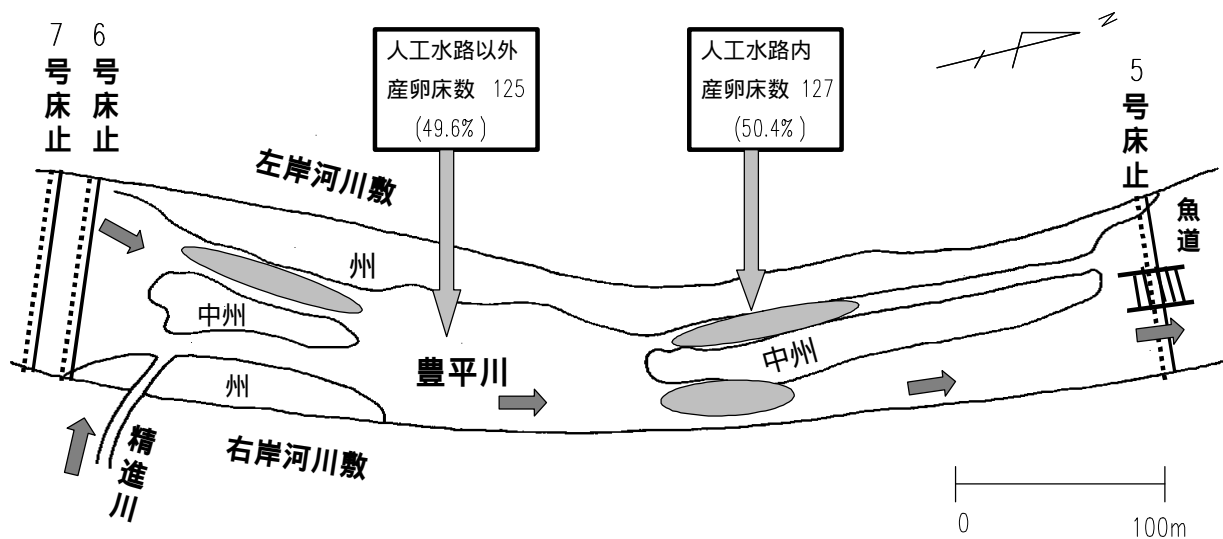 7号床止
6号床止
人工水路以外
産卵床数 125
(49.6%)
人工水路内
産卵床数 127
(50.4%)
N
5号床止
魚道
左岸河川敷
州
中州
豊平川
中州
州
精進川
右岸河川敷
0 100m